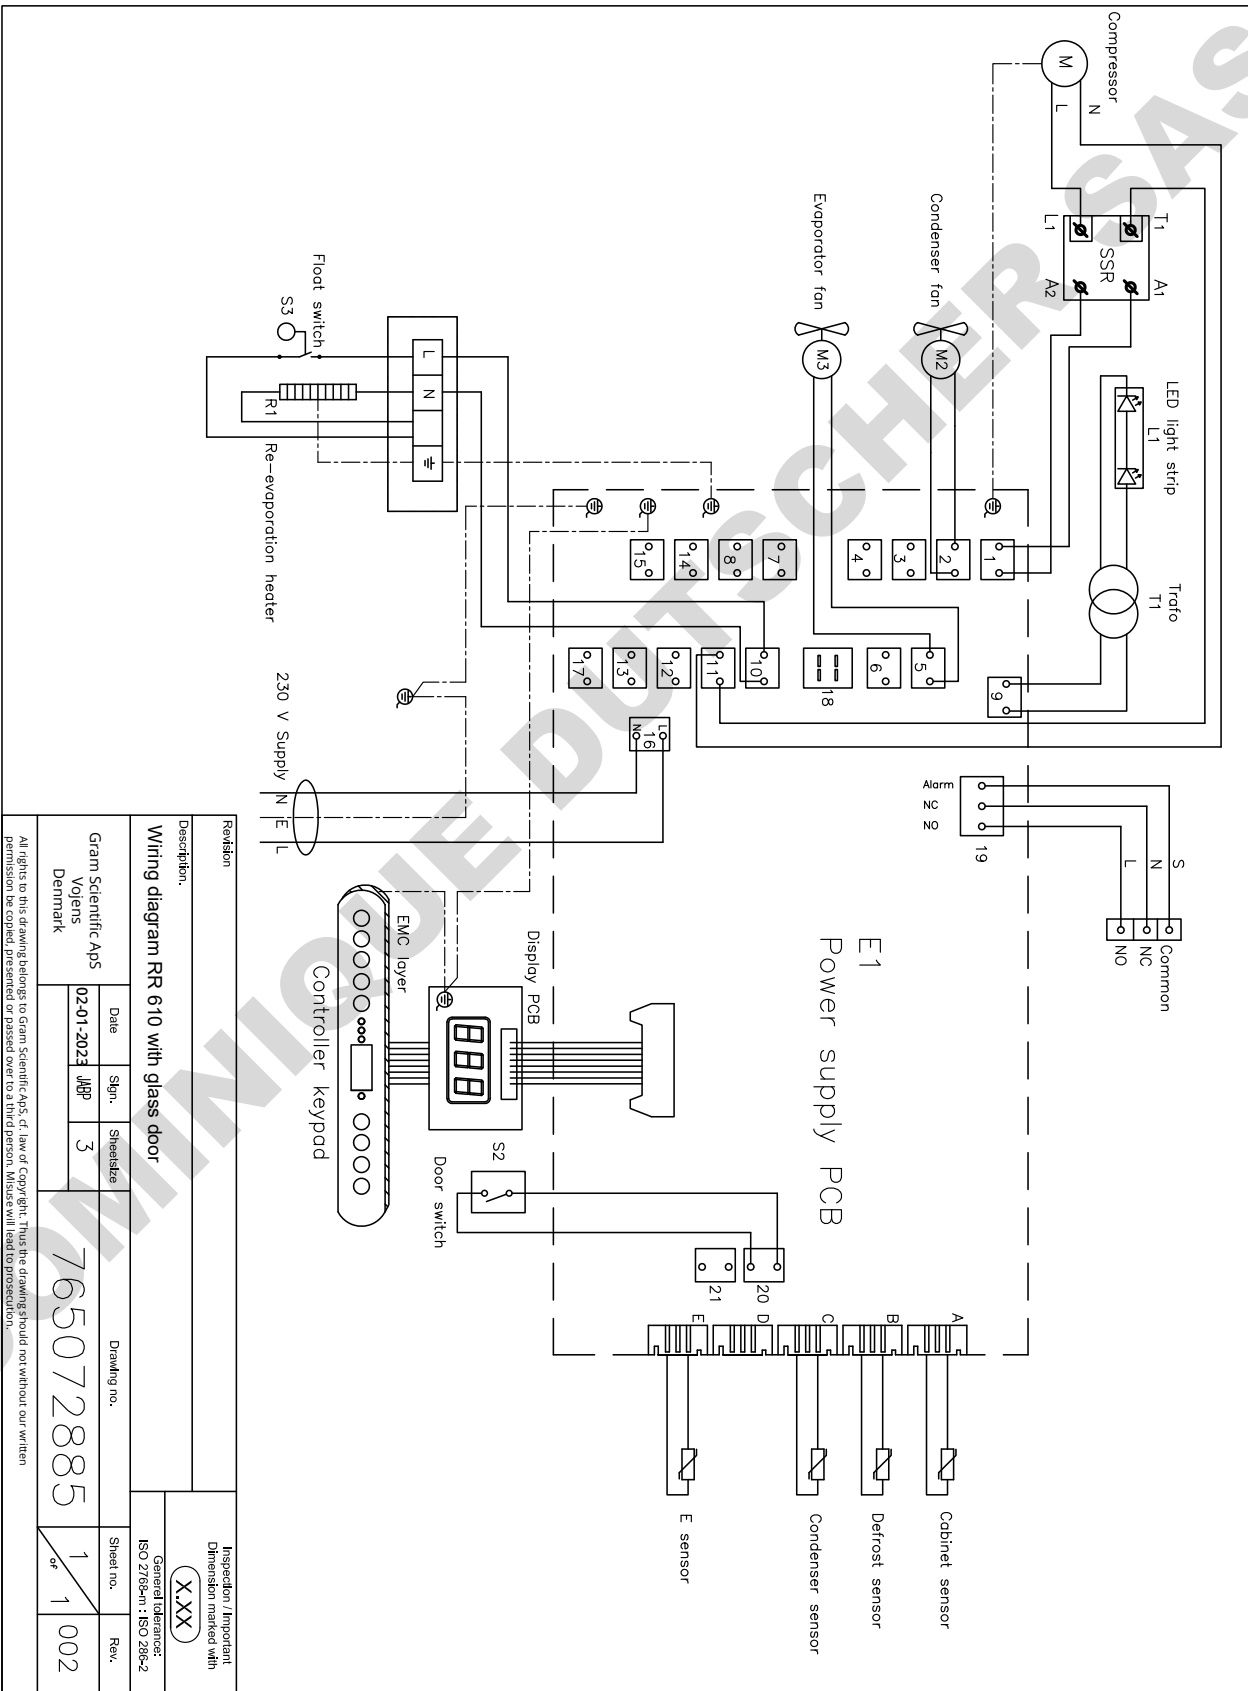 Compressor
M
N
L
T1
L1
SSR
A1
A2
LED light strip
L1
Trafo
T1
Condenser fan
M2
Evaporator fan
M3
Float switch
S3
R1
Re-evaporation heater
L
N
1
2
3
4
7
8
14
15
9
5
6
18
10
11
12
13
17
L
N
16
230 V Supply
N
E
L
Alarm
NC
NO
19
S
N
L
Common
NC
NO
E1
Power supply PCB
Display PCB
EMC layer
Controller keypad
S2
Door switch
20
21
A
B
C
D
E
Cabinet sensor
Defrost sensor
Condenser sensor
E sensor
Revision
Inspection / Important
Dimension marked with
X.XX
Description.
Wiring diagram RR 610 with glass door
Generel tolerance:
ISO 2768-m : ISO 286-2
Gram Scientific ApS
Vojens
Denmark
Date
02-01-2023
Sign.
Sheetsize
3
Drawing no.
765072885
Sheet no.
1 of 1
Rev.
002
All rights to this drawing belongs to Gram Scientific ApS, cf. law of Copyright. Thus the drawing should not without our written
permission be copied, presented or passed over to a third person. Misuse will lead to prosecution.
DOMINIQUE DUTSCHER SAS